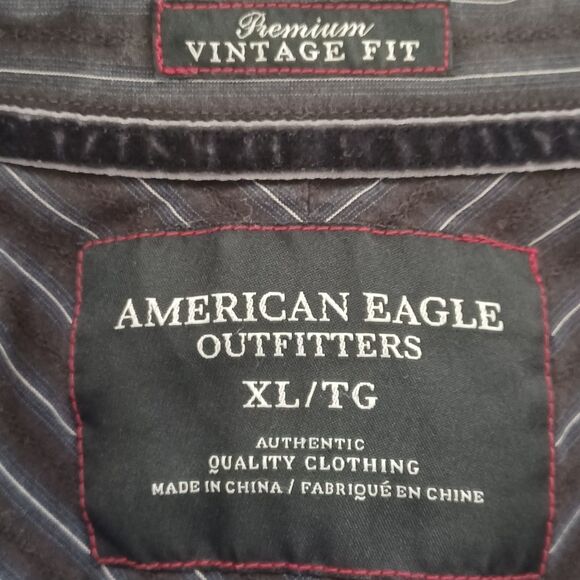 Premium
VINTAGE FIT
AMERICAN EAGLE
OUTFITTERS
XL/TG
AUTHENTIC
QUALITY CLOTHING
MADE IN CHINA / FABRIQUÉ EN CHINE